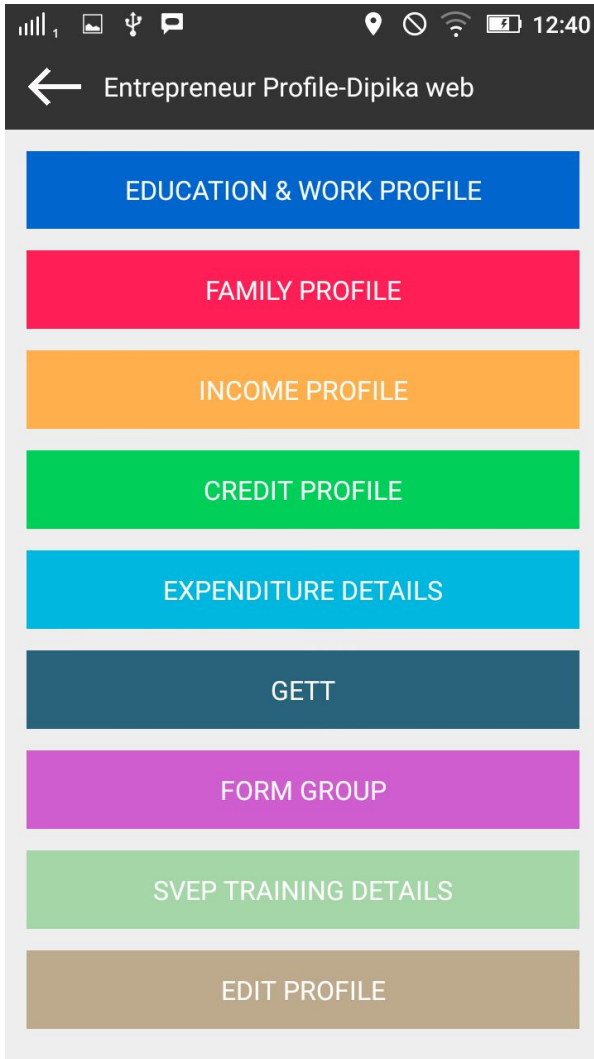 1 12:40
Entrepreneur Profile-Dipika web
EDUCATION & WORK PROFILE
FAMILY PROFILE
INCOME PROFILE
CREDIT PROFILE
EXPENDITURE DETAILS
GETT
FORM GROUP
SVEP TRAINING DETAILS
EDIT PROFILE